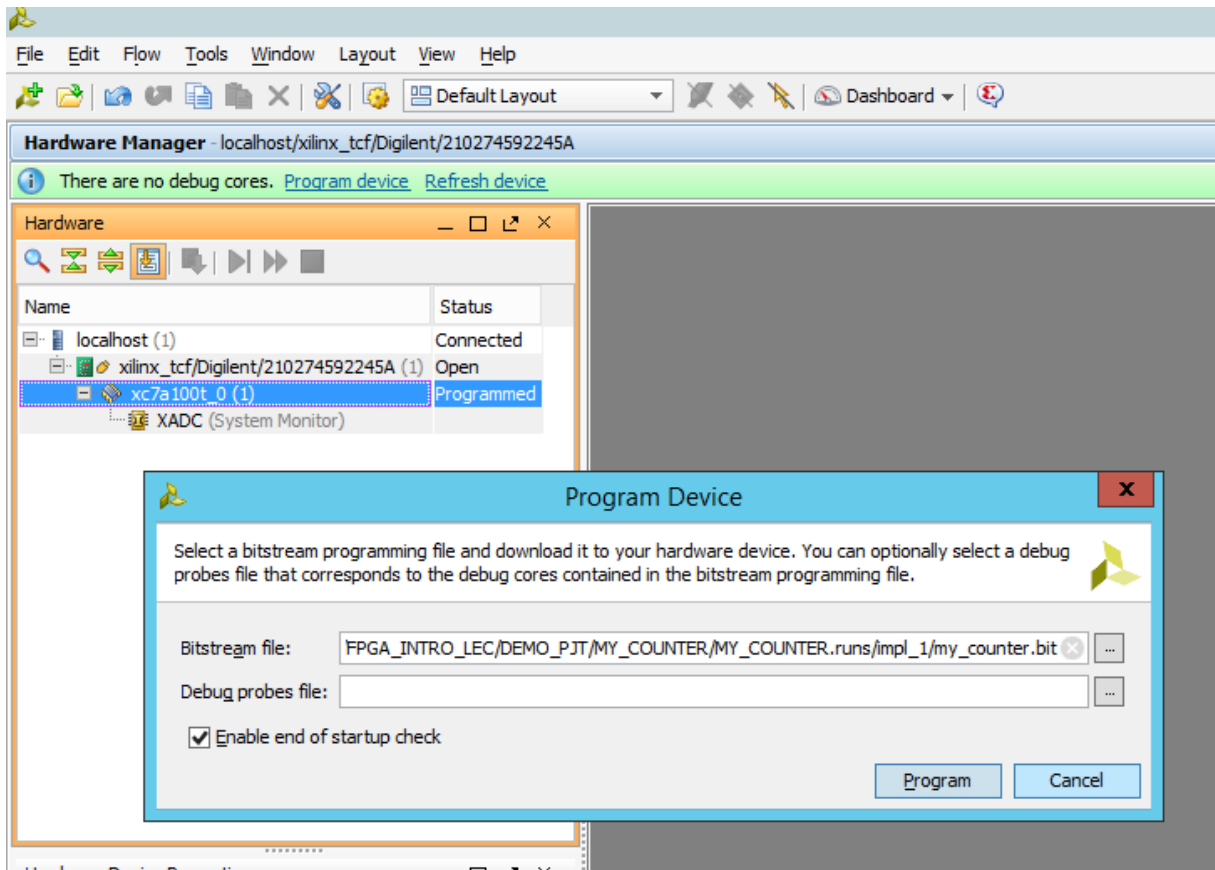 File Edit Flow Tools Window Layout View Help
Default Layout Dashboard
Hardware Manager - localhost/xilinx_tcf/Digilent/210274592245A
There are no debug cores. Program device Refresh device
Hardware
Name Status
localhost (1) Connected
xilinx_tcf/Digilent/210274592245A (1) Open
xc7a100t_0 (1) Programmed
XADC (System Monitor)
Program Device
Select a bitstream programming file and download it to your hardware device. You can optionally select a debug
probes file that corresponds to the debug cores contained in the bitstream programming file.
Bitstream file: FPGA_INTRO_LEC/DEMO_PJT/MY_COUNTER/MY_COUNTER.runs/impl_1/my_counter.bit ...
Debug probes file: ...
Enable end of startup check
Program Cancel